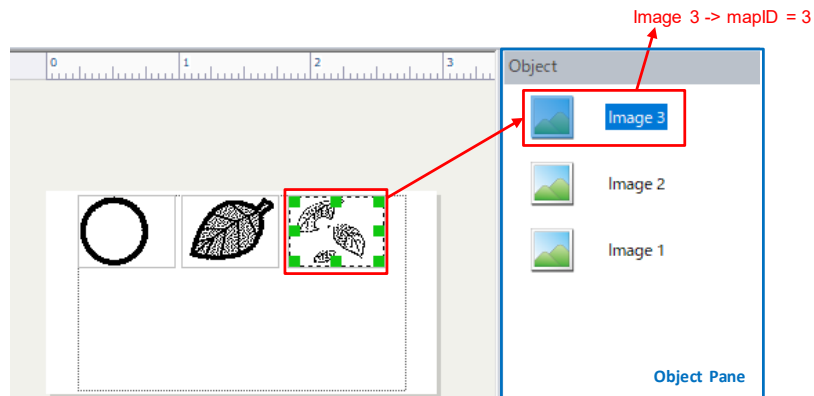 Image 3 -> mapID = 3
0 1 2 3
Object
Image 3
Image 2
Image 1
Object Pane